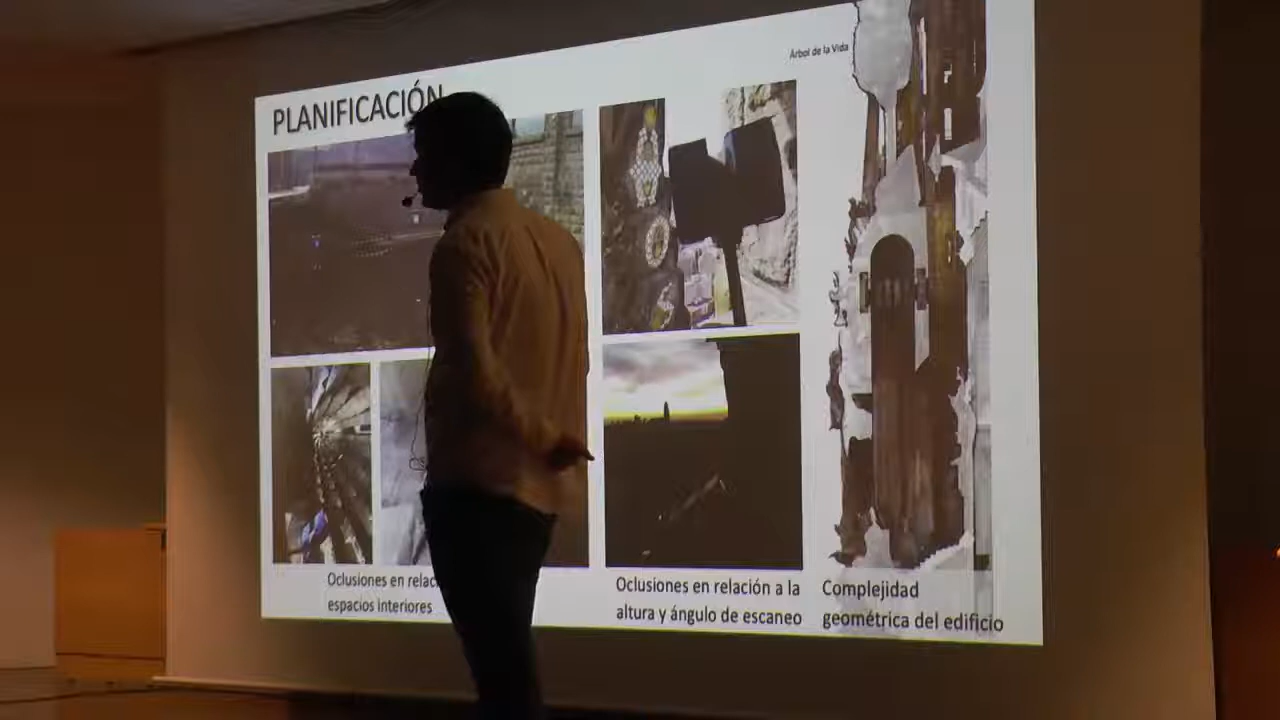 PLANIFICACIÓN
Árbol de la Vida
Oclusiones en
espacios interiores
Oclusiones en relación a la
altura y ángulo de escaneo
Complejidad
geométrica del edificio